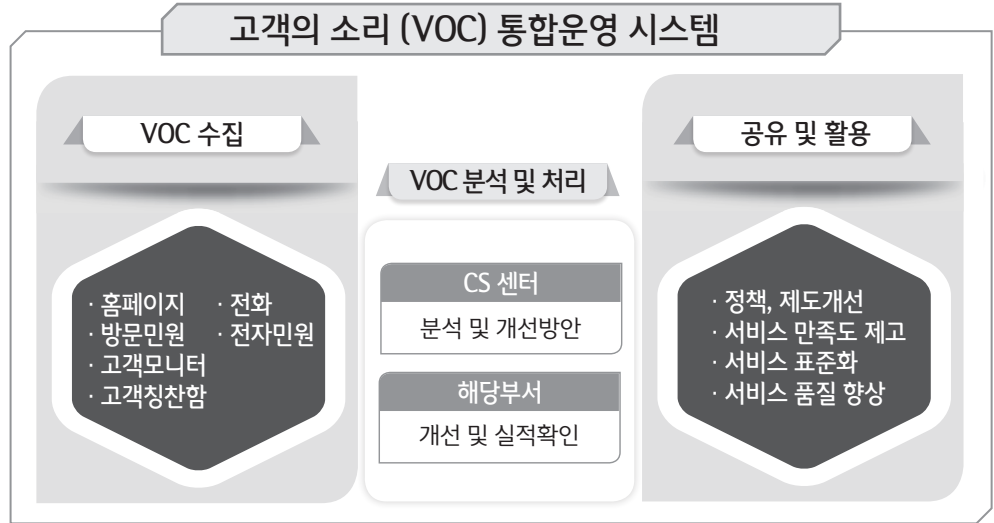 고객의 소리 (VOC) 통합운영 시스템
VOC 수집
· 홈페이지 · 전화
· 방문민원 · 전자민원
· 고객모니터
· 고객칭찬함
VOC 분석 및 처리
CS 센터
분석 및 개선방안
해당부서
개선 및 실적확인
공유 및 활용
· 정책, 제도개선
· 서비스 만족도 제고
· 서비스 표준화
· 서비스 품질 향상